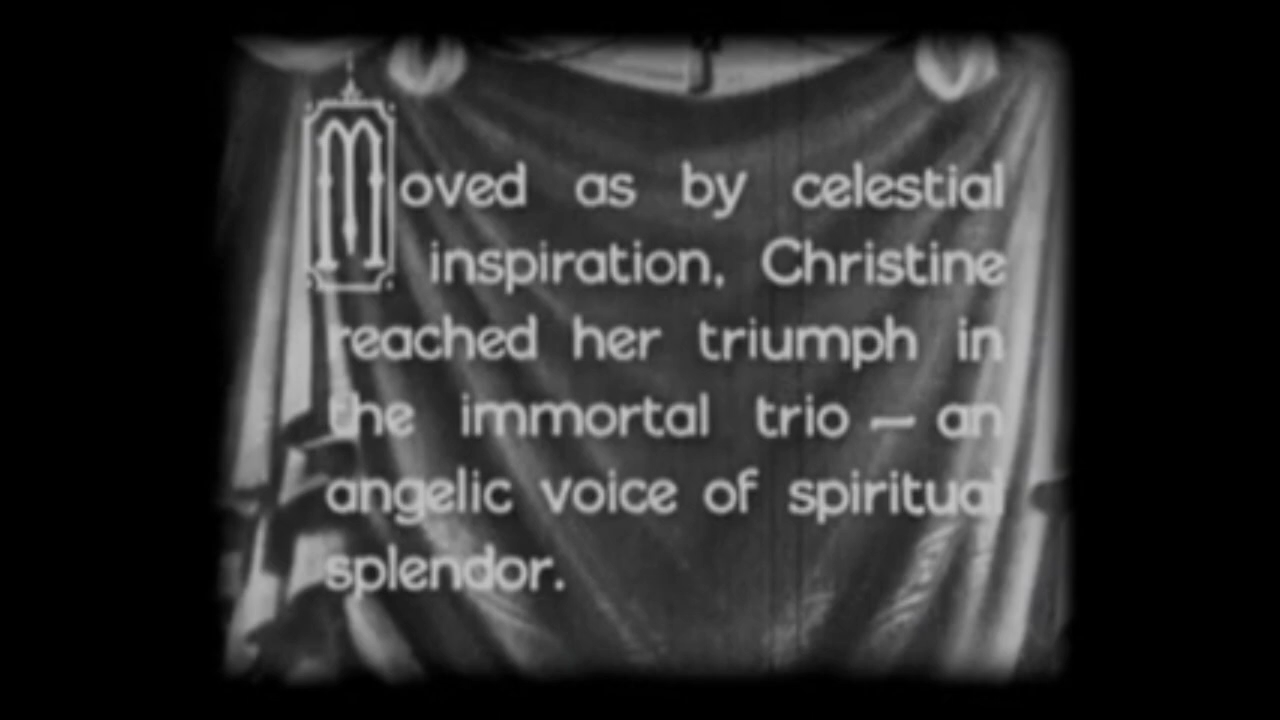 Moved as by celestial
inspiration, Christine
reached her triumph in
the immortal trio — an
angelic voice of spiritual
splendor.